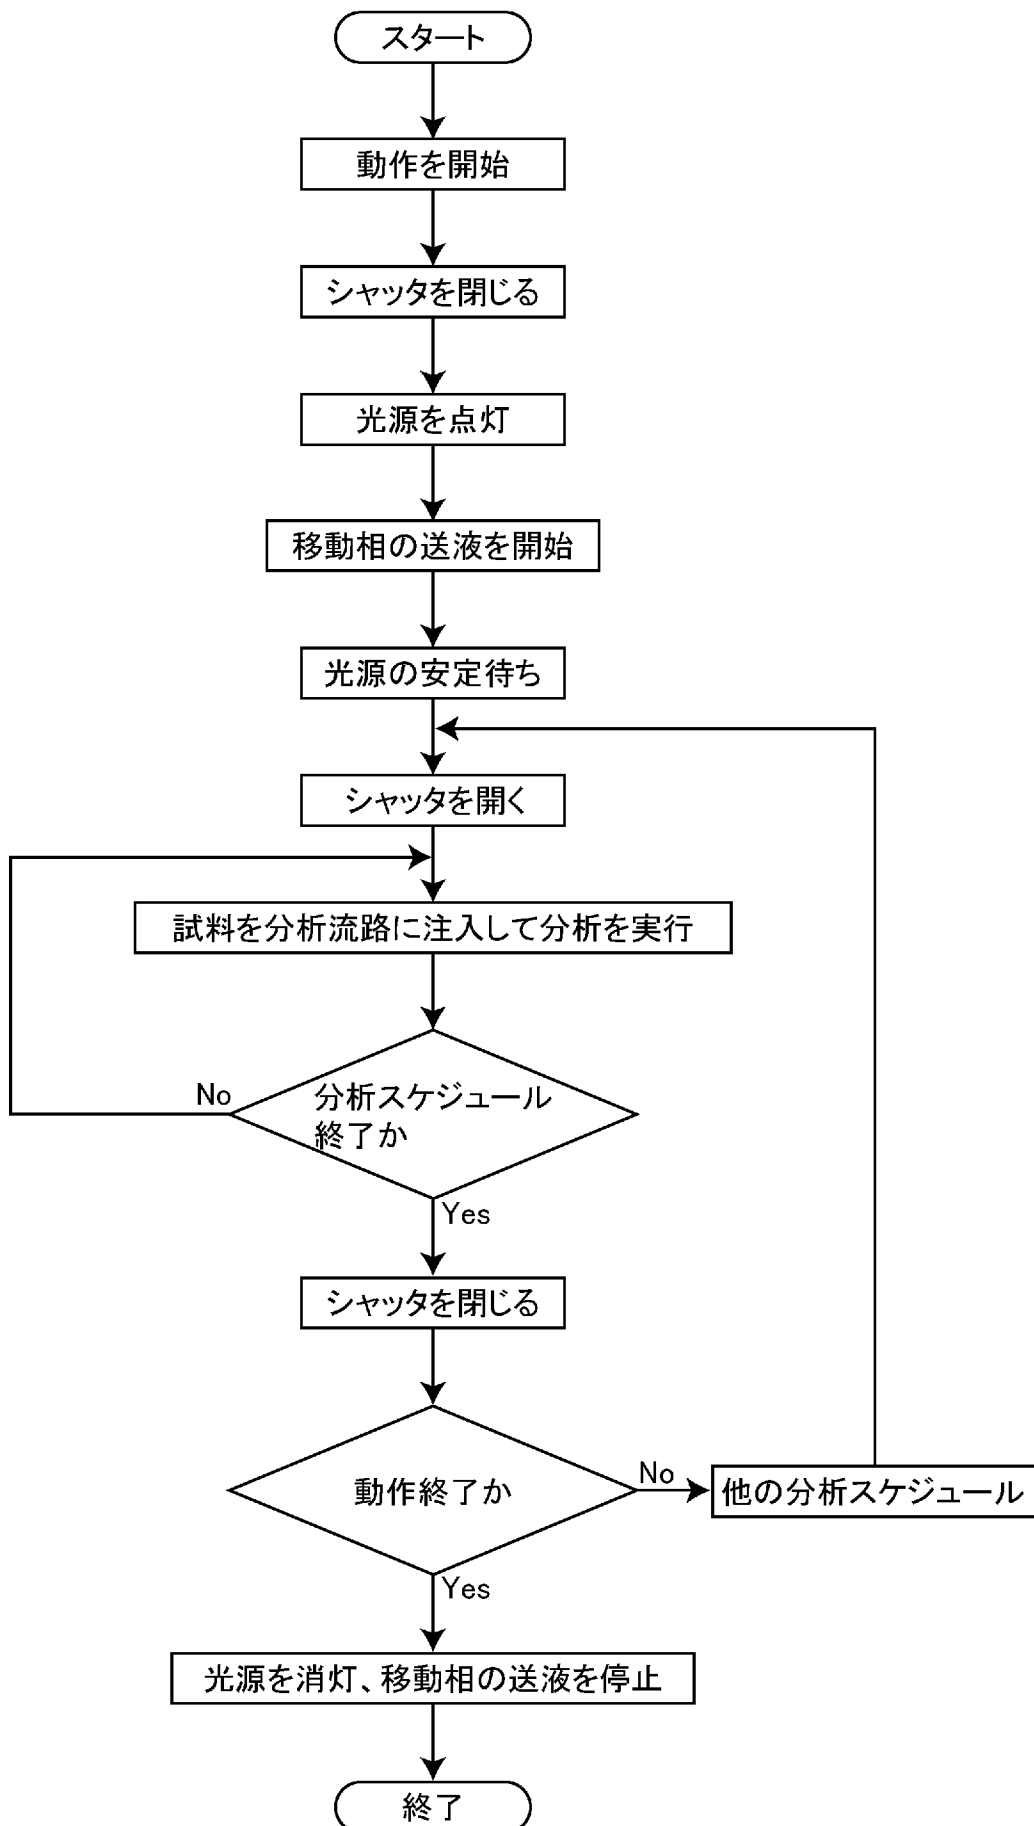 スタート
動作を開始
シャッタを閉じる
光源を点灯
移動相の送液を開始
光源の安定待ち
シャッタを開く
試料を分析流路に注入して分析を実行
No
分析スケジュール
終了か
Yes
シャッタを閉じる
動作終了か
No
他の分析スケジュール
Yes
光源を消灯、移動相の送液を停止
終了